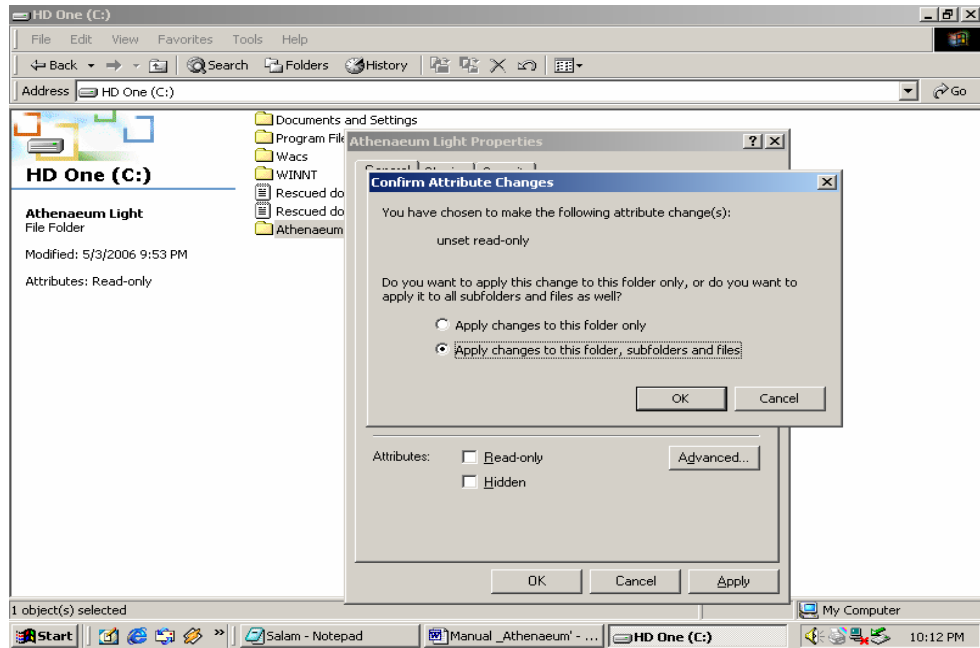 HD One (C:)
File Edit View Favorites Tools Help
Back Search Folders History
Address HD One (C:) Go
HD One (C:)
Athenaeum Light
File Folder
Modified: 5/3/2006 9:53 PM
Attributes: Read-only
Documents and Settings
Program File
Wacs
WINNT
Rescued do
Rescued do
Athenaeum
Athenaeum Light Properties
Confirm Attribute Changes
You have chosen to make the following attribute change(s):
unset read-only
Do you want to apply this change to this folder only, or do you want to
apply it to all subfolders and files as well?
Apply changes to this folder only
Apply changes to this folder, subfolders and files
OK Cancel
Attributes: Read-only Advanced...
Hidden
OK Cancel Apply
1 object(s) selected My Computer
Start Salam - Notepad Manual _Athenaeum' - ... HD One (C:) 10:12 PM